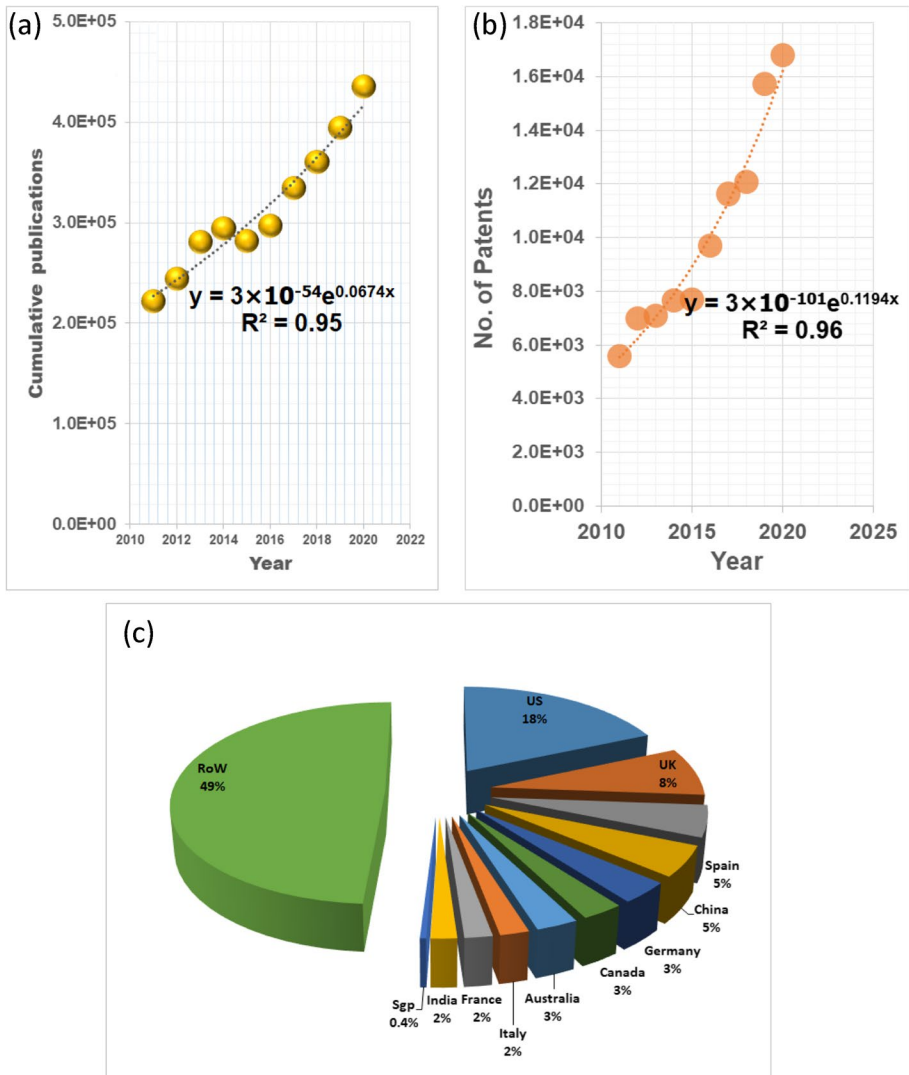 (a)
5.0E+05
4.0E+05
3.0E+05
2.0E+05
1.0E+05
0.0E+00
Cumulative publications
y = 3×10⁻⁵⁴e⁰·⁰⁶⁷⁴ˣ
R² = 0.95
2010 2012 2014 2016 2018 2020 2022
Year
(b)
1.8E+04
1.6E+04
1.4E+04
1.2E+04
1.0E+04
8.0E+03
6.0E+03
4.0E+03
2.0E+03
0.0E+00
No. of Patents
y = 3×10⁻¹⁰¹e⁰·¹¹⁹⁴ˣ
R² = 0.96
2010 2015 2020 2025
Year
(c)
US
18%
UK
8%
Spain
5%
China
5%
Germany
3%
Canada
3%
Australia
3%
Italy
2%
France
2%
India
2%
Sgp
0.4%
RoW
49%